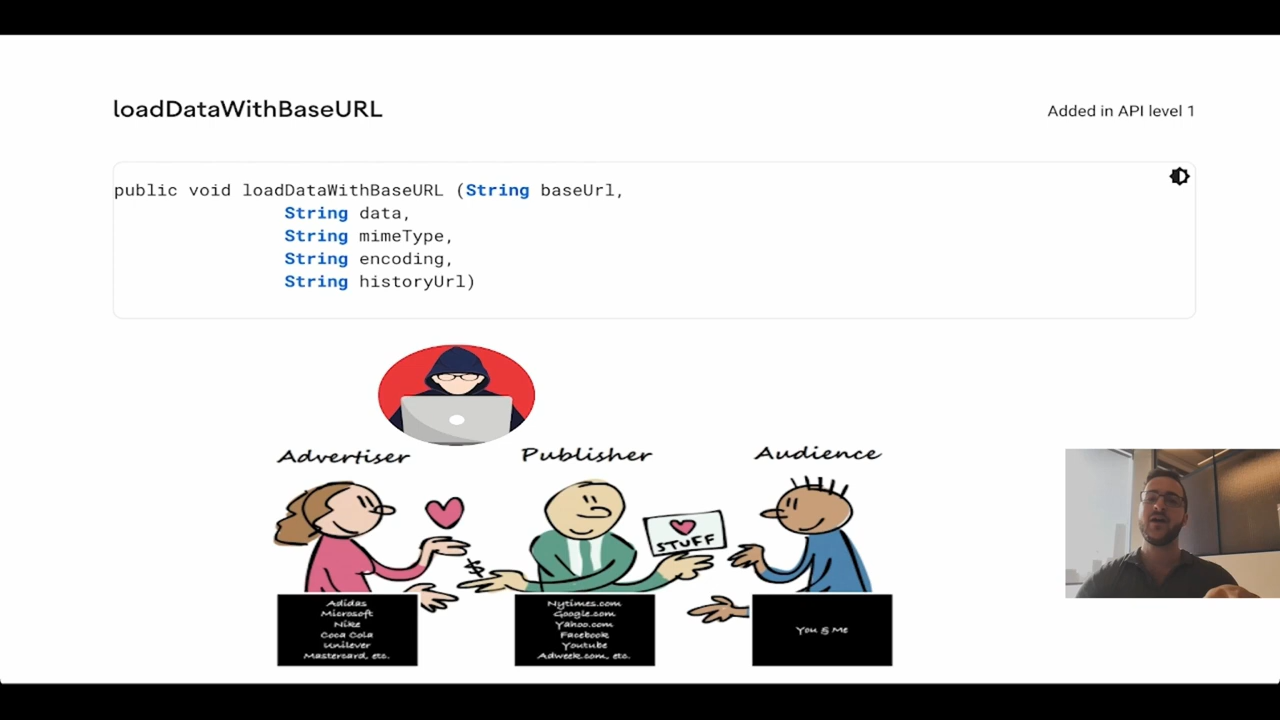 loadDataWithBaseURL
Added in API level 1
public void loadDataWithBaseURL (String baseUrl,
String data,
String mimeType,
String encoding,
String historyUrl)
Advertiser
Publisher
Audience
$
STUFF
Adidas
Microsoft
Nike
Coca Cola
Unilever
Mastercard, etc.
Nytimes.com
Google.com
Yahoo.com
Facebook
Youtube
Adweek.com, etc.
You & Me